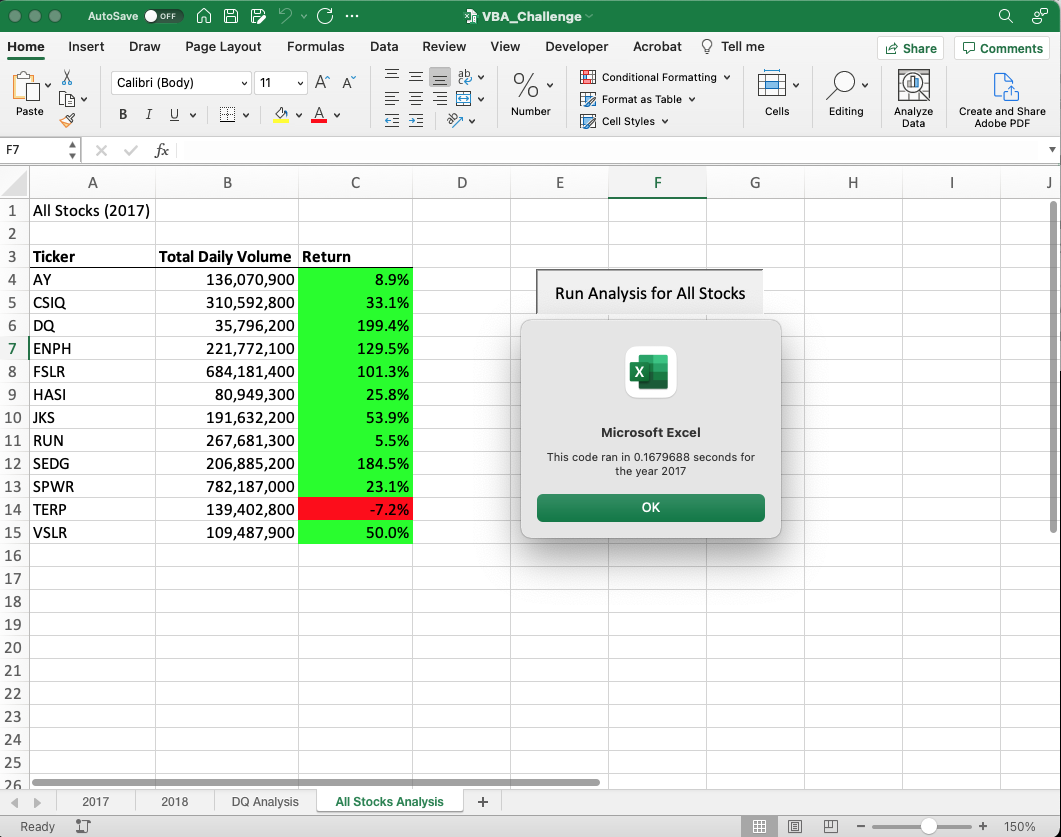 AutoSave OFF VBA_Challenge
Home Insert Draw Page Layout Formulas Data Review View Developer Acrobat Tell me Share Comments
Paste
Calibri (Body) 11 A A
B I U A
ab
% Number
Conditional Formatting
Format as Table
Cell Styles
Cells
Editing
Analyze
Data
Create and Share
Adobe PDF
F7 fx
A B C D E F G H I J
1 All Stocks (2017)
2
3 Ticker Total Daily Volume Return
4 AY 136,070,900 8.9%
5 CSIQ 310,592,800 33.1%
6 DQ 35,796,200 199.4%
7 ENPH 221,772,100 129.5%
8 FSLR 684,181,400 101.3%
9 HASI 80,949,300 25.8%
10 JKS 191,632,200 53.9%
11 RUN 267,681,300 5.5%
12 SEDG 206,885,200 184.5%
13 SPWR 782,187,000 23.1%
14 TERP 139,402,800 -7.2%
15 VSLR 109,487,900 50.0%
16
17
18
19
20
21
22
23
24
25
26
Run Analysis for All Stocks
X
Microsoft Excel
This code ran in 0.1679688 seconds for
the year 2017
OK
2017 2018 DQ Analysis All Stocks Analysis +
Ready − + 150%